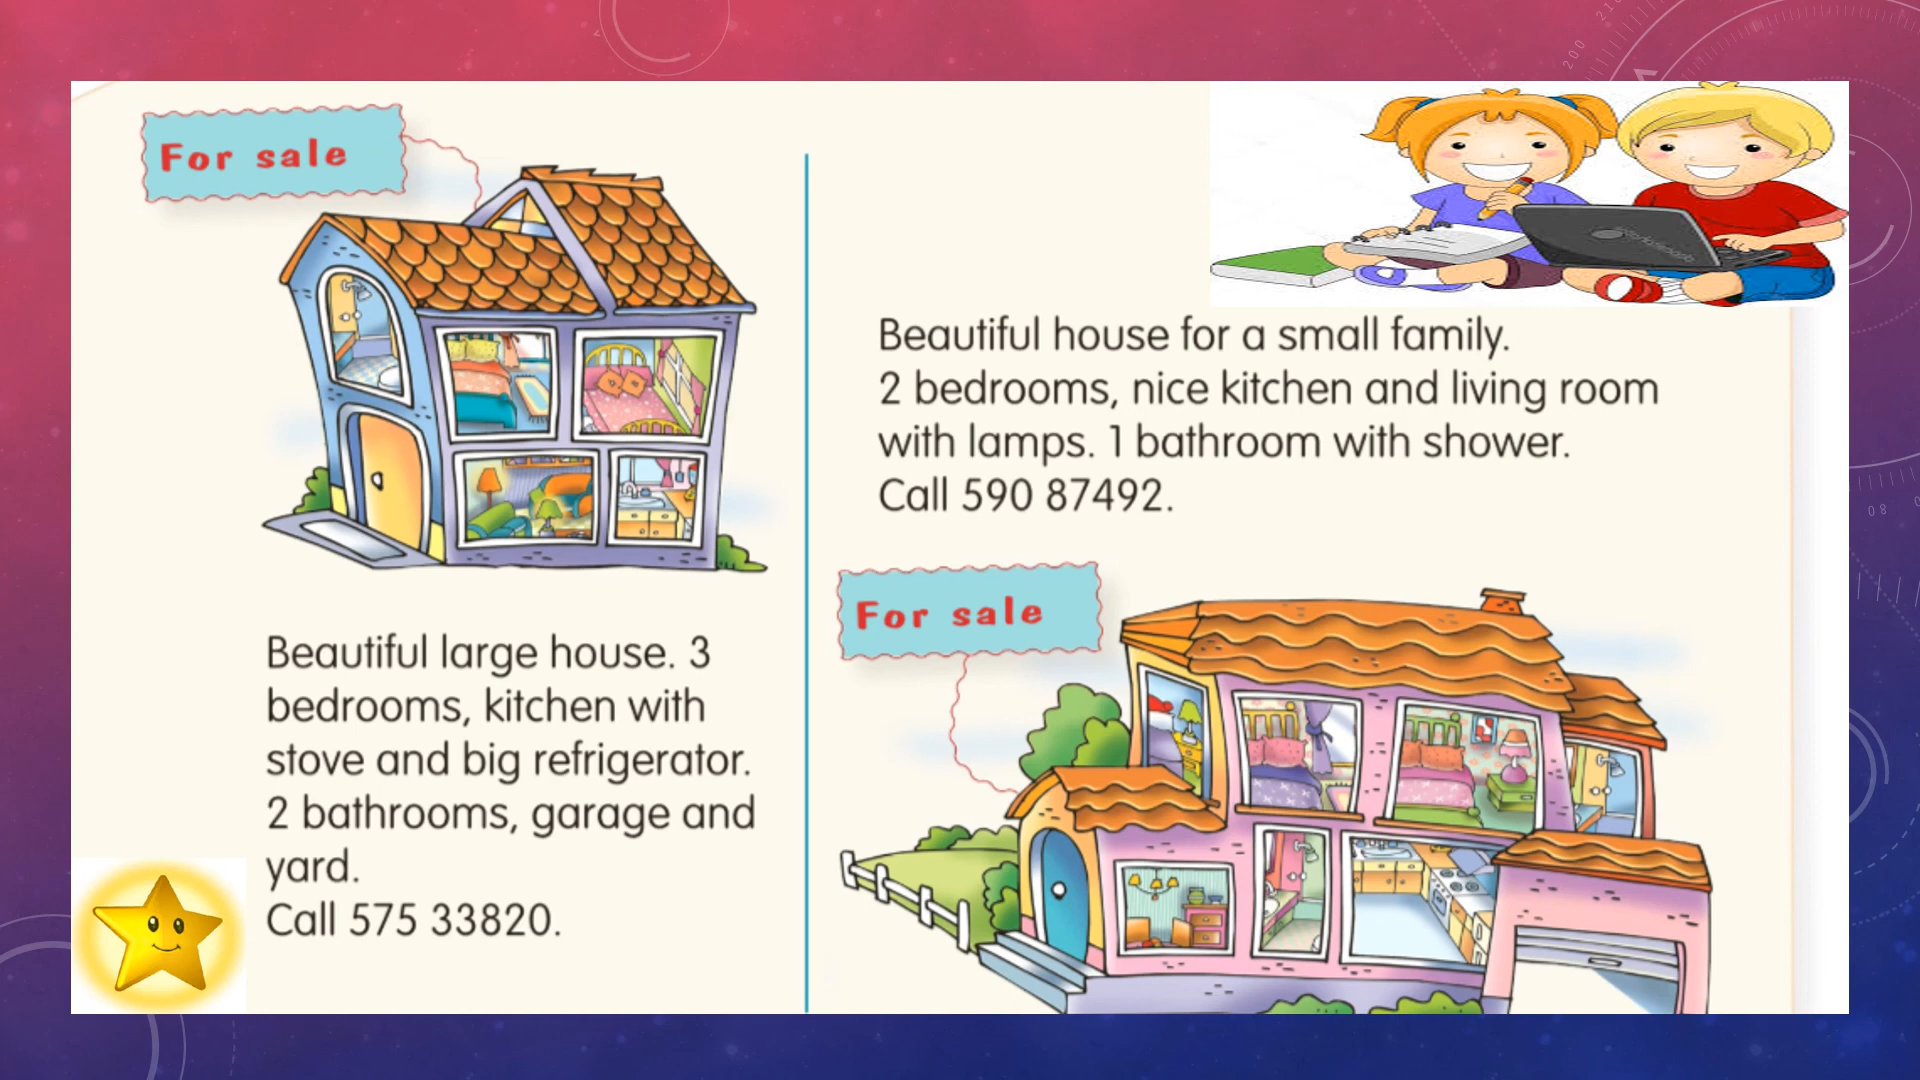 For sale
Beautiful large house. 3
bedrooms, kitchen with
stove and big refrigerator.
2 bathrooms, garage and
yard.
Call 575 33820.
Beautiful house for a small family.
2 bedrooms, nice kitchen and living room
with lamps. 1 bathroom with shower.
Call 590 87492.
For sale
200
80